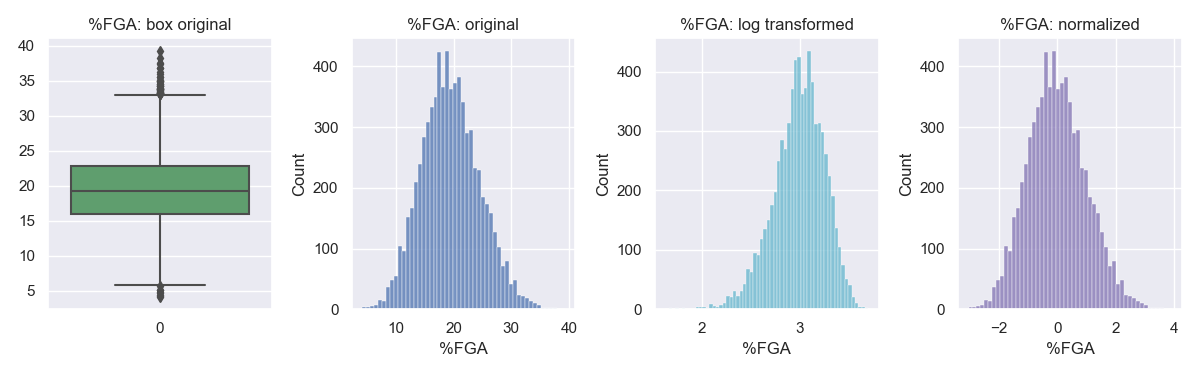 %FGA: box original
40
35
30
25
20
15
10
5
0
%FGA: original
Count
400
300
200
100
0
10 20 30 40
%FGA
%FGA: log transformed
Count
400
300
200
100
0
2 3
%FGA
%FGA: normalized
Count
400
300
200
100
0
−2 0 2 4
%FGA